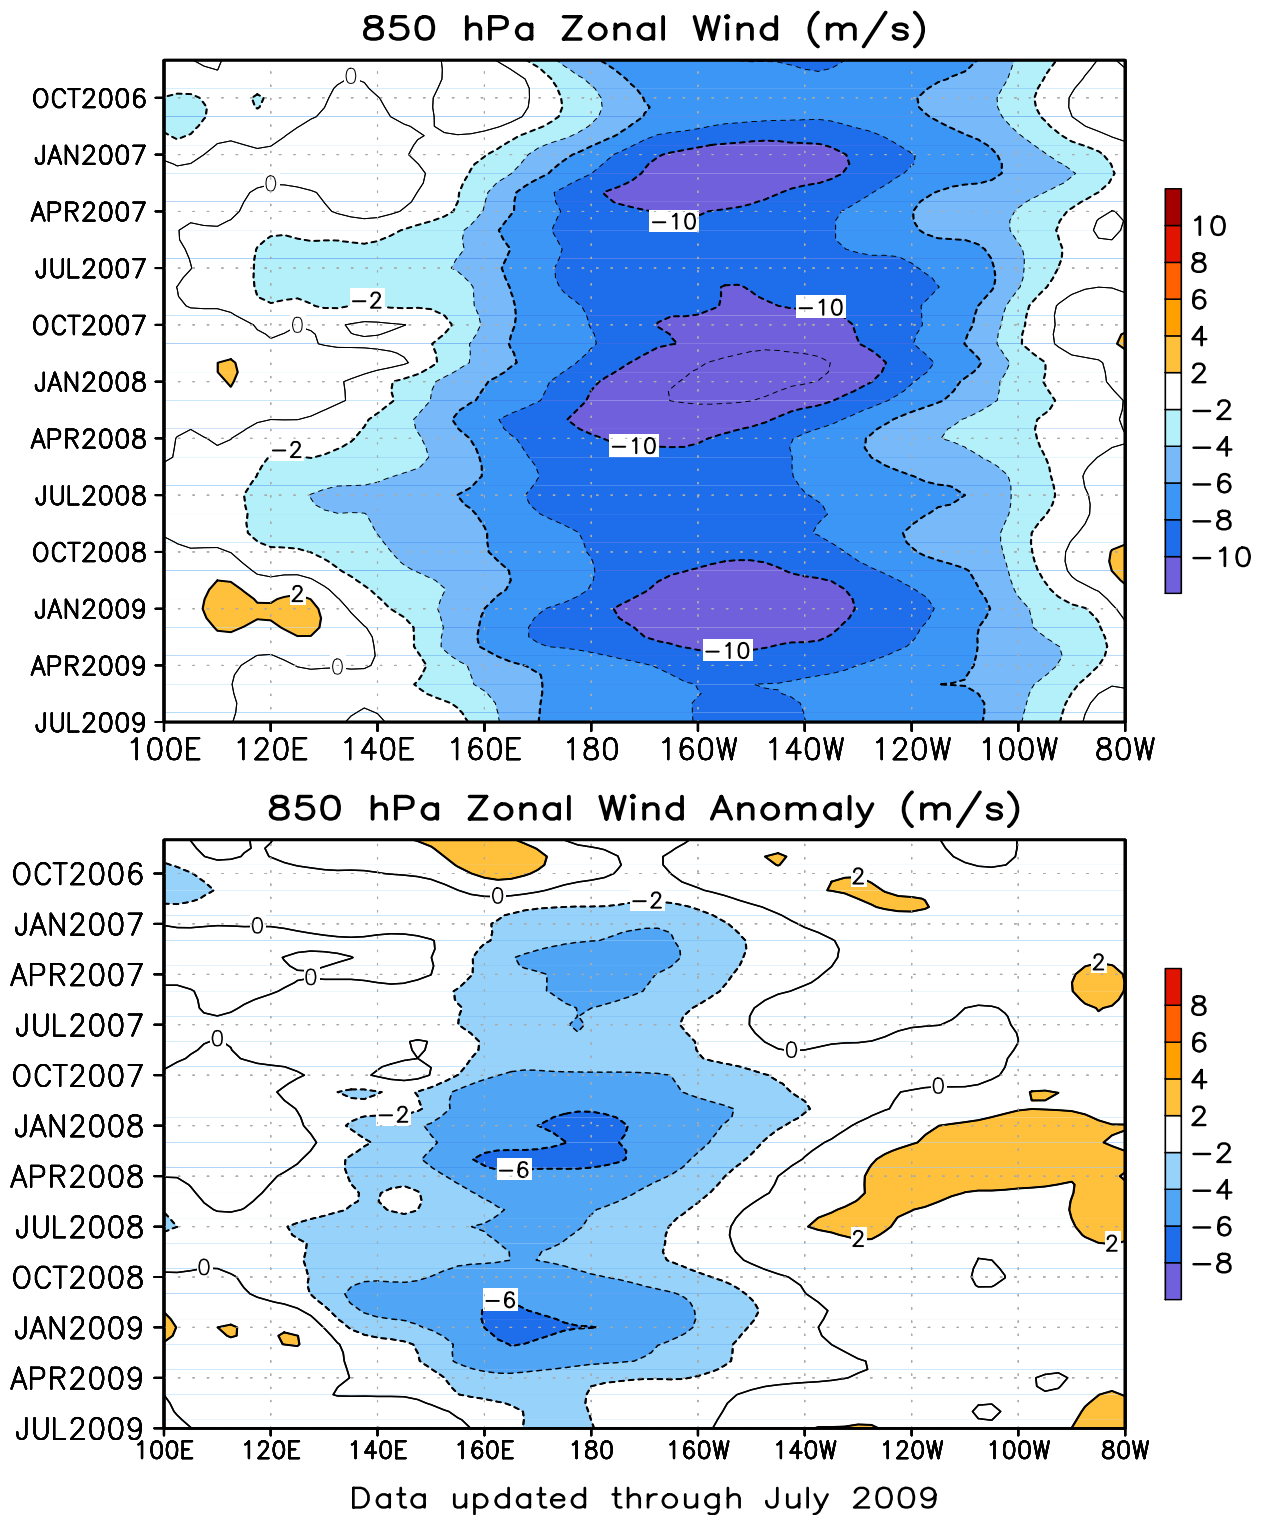 850 hPa Zonal Wind (m/s)
OCT2006
JAN2007
APR2007
JUL2007
OCT2007
JAN2008
APR2008
JUL2008
OCT2008
JAN2009
APR2009
JUL2009
100E 120E 140E 160E 180 160W 140W 120W 100W 80W
0
0
-10
-2
-10
0
-10
-2
2
-10
0
10
8
6
4
2
-2
-4
-6
-8
-10
850 hPa Zonal Wind Anomaly (m/s)
OCT2006
JAN2007
APR2007
JUL2007
OCT2007
JAN2008
APR2008
JUL2008
OCT2008
JAN2009
APR2009
JUL2009
100E 120E 140E 160E 180 160W 140W 120W 100W 80W
2
0
-2
0
2
0
0
0
0
-2
-6
2
2
0
-6
8
6
4
2
-2
-4
-6
-8
Data updated through July 2009